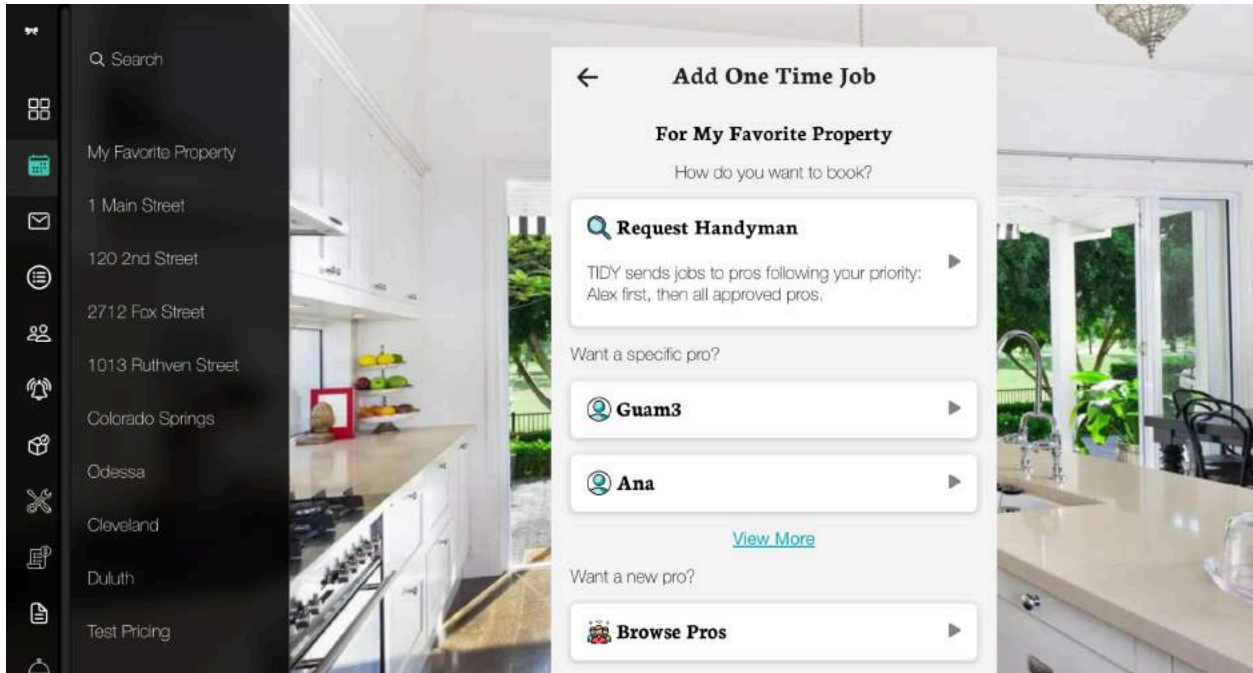 Search
My Favorite Property
1 Main Street
120 2nd Street
2712 Fox Street
1013 Ruthven Street
Colorado Springs
Odessa
Cleveland
Duluth
Test Pricing
Add One Time Job
For My Favorite Property
How do you want to book?
Request Handyman
TIDY sends jobs to pros following your priority:
Alex first, then all approved pros.
Want a specific pro?
Guam3
Ana
View More
Want a new pro?
Browse Pros